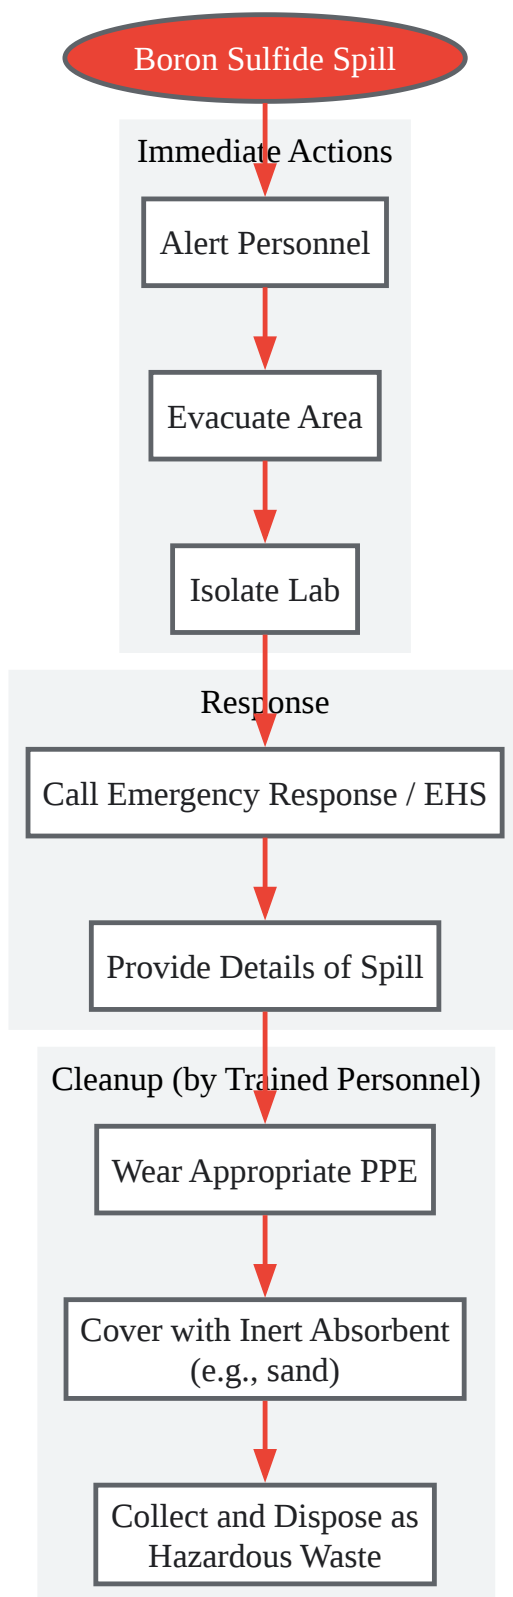 Boron Sulfide Spill
Immediate Actions
Alert Personnel
Evacuate Area
Isolate Lab
Response
Call Emergency Response / EHS
Provide Details of Spill
Cleanup (by Trained Personnel)
Wear Appropriate PPE
Cover with Inert Absorbent
(e.g., sand)
Collect and Dispose as
Hazardous Waste